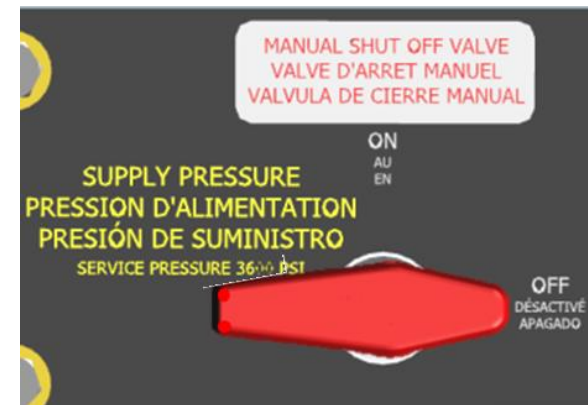 MANUAL SHUT OFF VALVE
VALVE D'ARRET MANUEL
VALVULA DE CIERRE MANUAL
ON
AU
EN
SUPPLY PRESSURE
PRESSION D'ALIMENTATION
PRESIÓN DE SUMINISTRO
SERVICE PRESSURE PSI
OFF
DÉSACTIVÉ
APAGADO